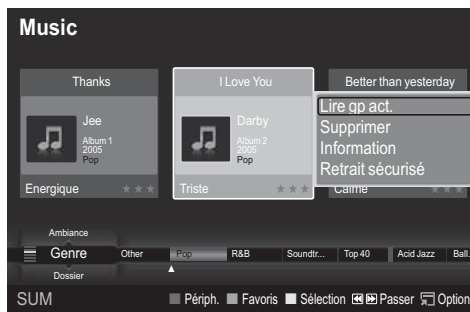 Music
Thanks
I Love You
Better than yesterday
Jee
Album 1
2005
Pop
Darby
Album 2
2005
Pop
Lire gp act.
Supprimer
Information
Retrait sécurisé
Energique
Triste
Calme
Ambiance
Genre Other Pop R&B Soundtr... Top 40 Acid Jazz Ball.
Dossier
SUM Périph. Favoris Sélection Passer Option